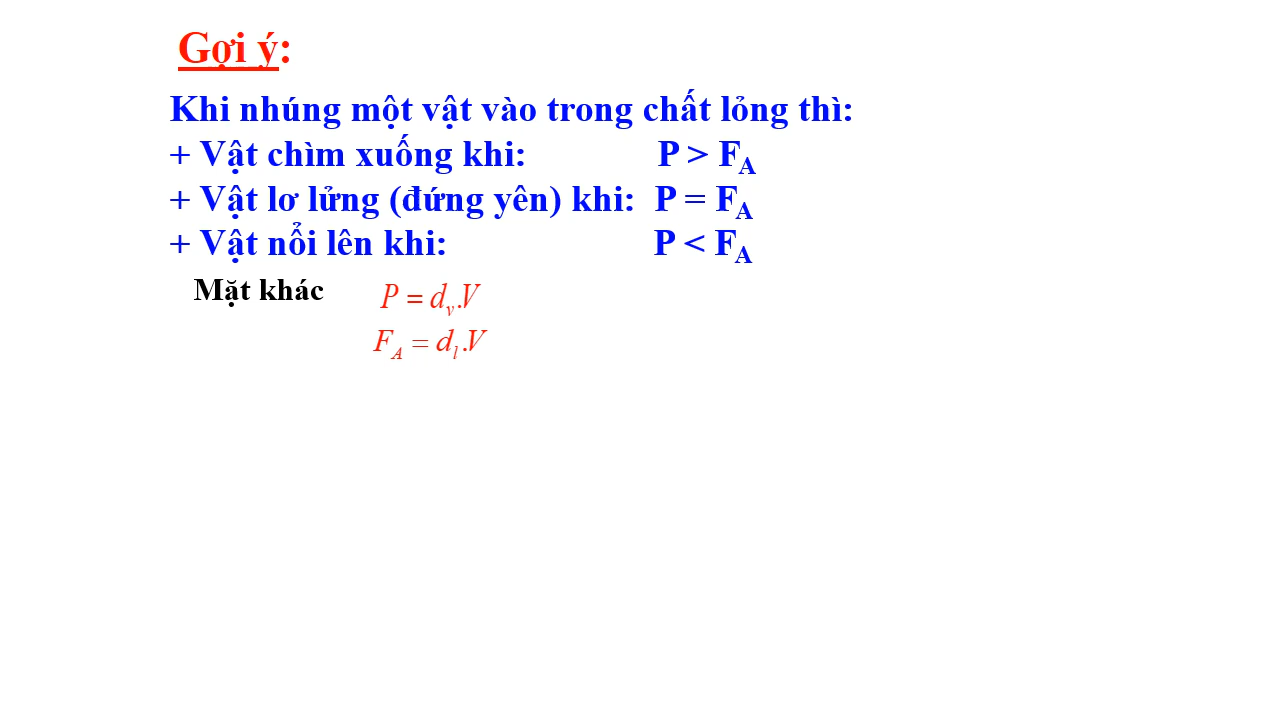 Gợi ý:
Khi nhúng một vật vào trong chất lỏng thì:
+ Vật chìm xuống khi: P > FA
+ Vật lơ lửng (đứng yên) khi: P = FA
+ Vật nổi lên khi: P < FA
Mặt khác P = dv.V
FA = dl.V